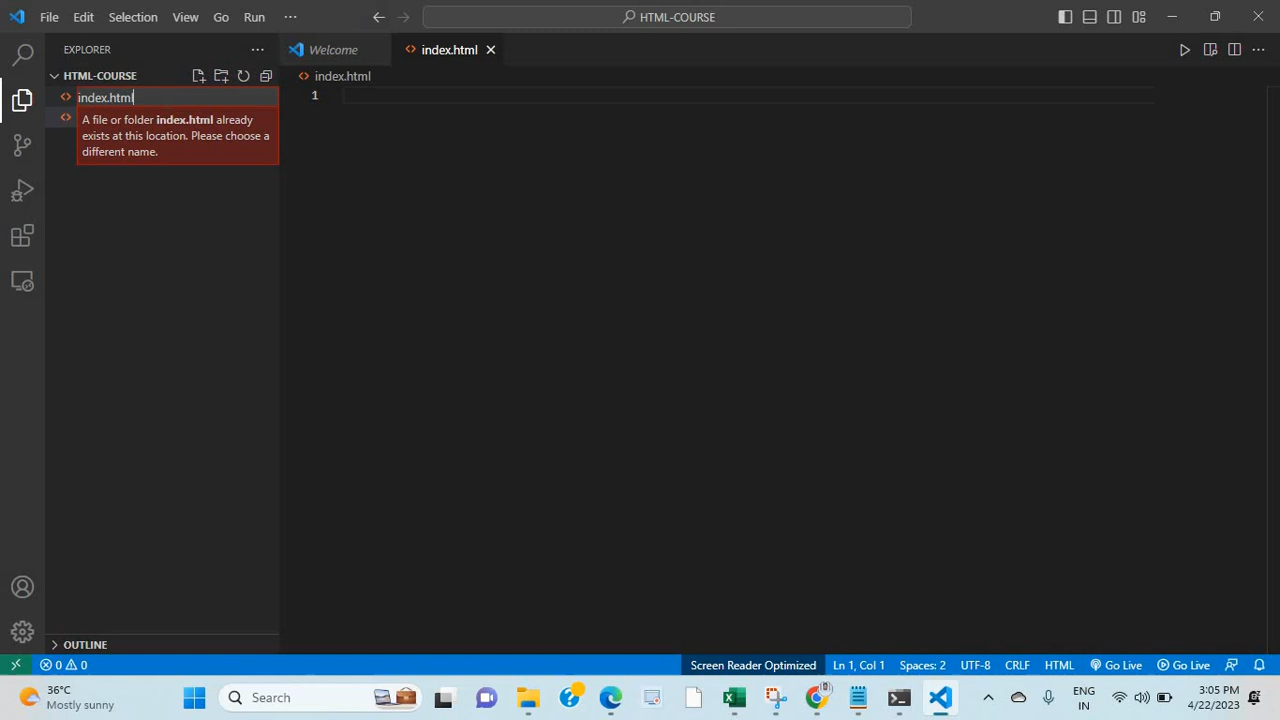 File Edit Selection View Go Run ···
HTML-COURSE
EXPLORER ···
Welcome
index.html
HTML-COURSE
index.html
index.html
1
A file or folder index.html already
exists at this location. Please choose a
different name.
OUTLINE
0 0
Screen Reader Optimized
Ln 1, Col 1
Spaces: 2
UTF-8
CRLF
HTML
Go Live
Go Live
36°C
Mostly sunny
Search
ENG
IN
3:05 PM
4/22/2023